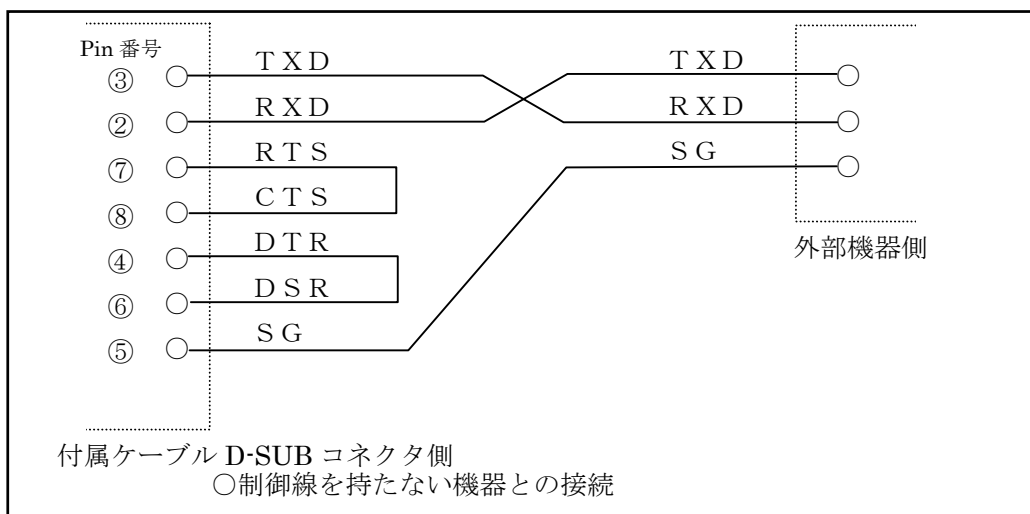 Pin 番号
③ TXD TXD
② RXD RXD
⑦ RTS SG
⑧ CTS
④ DTR 外部機器側
⑥ DSR
⑤ SG
付属ケーブル D-SUB コネクタ側
○制御線を持たない機器との接続